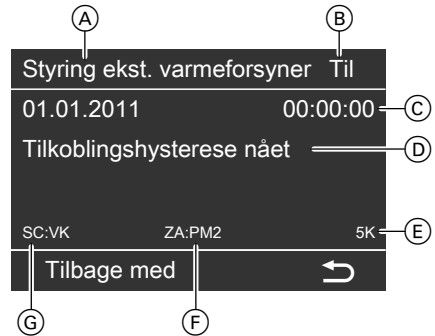 A B
Styring ekst. varmeforsyner Til
01.01.2011 00:00:00 C
Tilkoblingshysterese nået D
SC:VK ZA:PM2 5K E
Tilbage med
G F